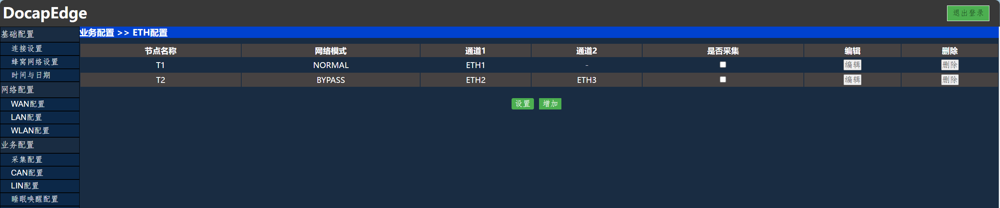 DocapEdge
退出登录
基础配置
连接设置
蜂窝网络设置
时间与日期
网络配置
WAN配置
LAN配置
WLAN配置
业务配置
采集配置
CAN配置
LIN配置
睡眠唤醒配置
业务配置 >> ETH配置
节点名称 网络模式 通道1 通道2 是否采集 编辑 删除
T1 NORMAL ETH1 - 编辑 删除
T2 BYPASS ETH2 ETH3 编辑 删除
设置 增加